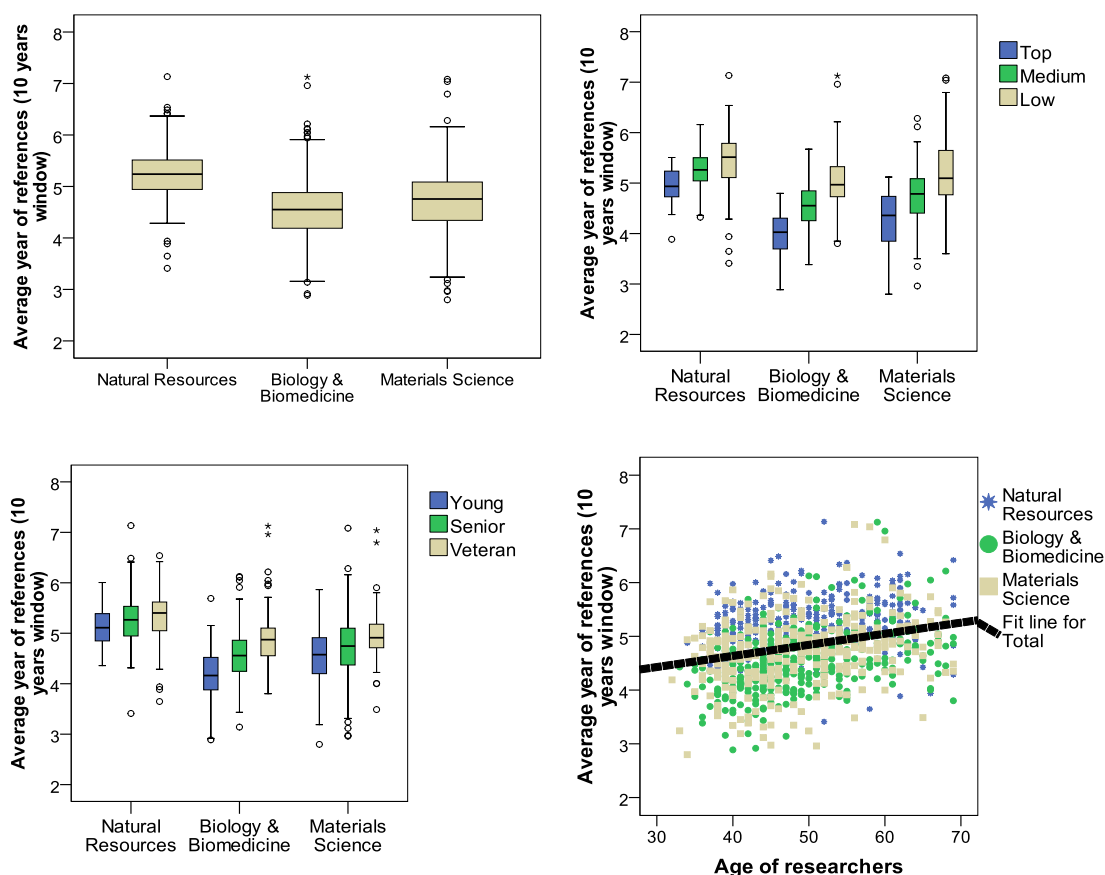 Average year of references (10 years
window)
8
7
6
5
4
3
2
Natural Resources
Biology &
Biomedicine
Materials Science
Average year of references (10
years window)
8
7
6
5
4
3
2
Natural
Resources
Biology &
Biomedicine
Materials
Science
Top
Medium
Low
Average year of references (10
years window)
8
7
6
5
4
3
2
Natural
Resources
Biology &
Biomedicine
Materials
Science
Young
Senior
Veteran
Average year of references (10
years window)
8
7
6
5
4
3
2
30
40
50
60
70
Age of researchers
Natural
Resources
Biology &
Biomedicine
Materials
Science
Fit line for
Total